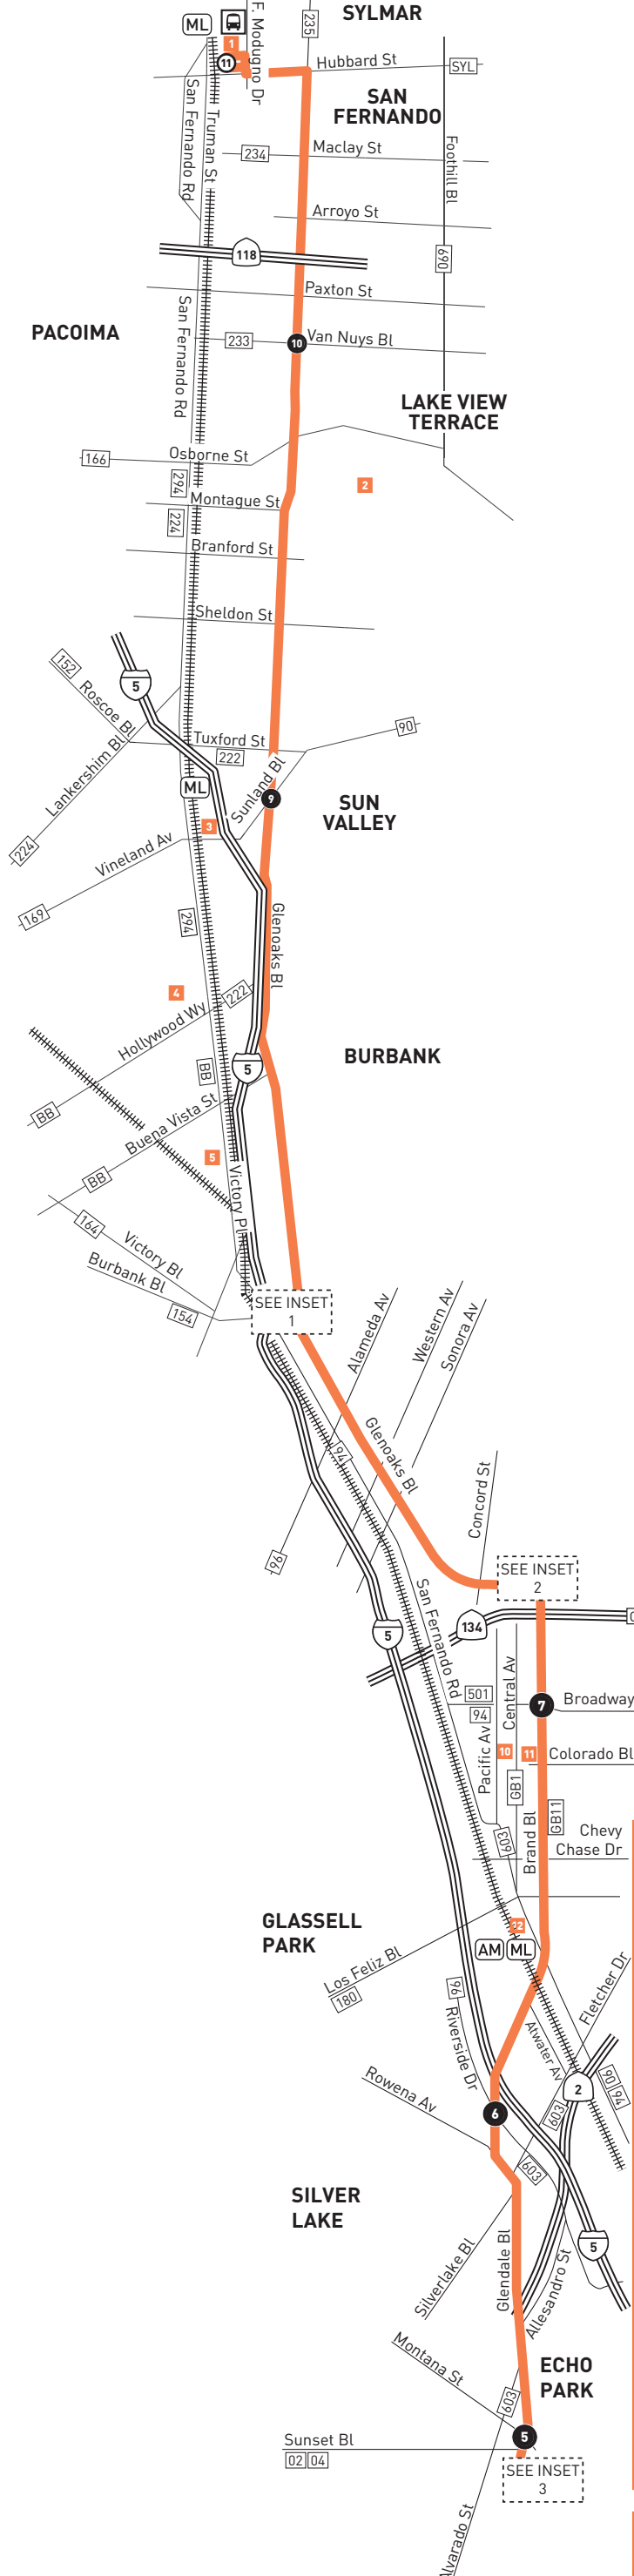 SYLMAR
ML
F. Modugno Dr
235
1
11
Hubbard St
SYL
SAN
FERNANDO
San Fernando Rd
Truman St
234
Maclay St
Foothill Bl
Arroyo St
118
690
Paxton St
San Fernando Rd
PACOIMA
233
10
Van Nuys Bl
LAKE VIEW
TERRACE
166
Osborne St
294
2
Montague St
224
Branford St
Sheldon St
152
5
Roscoe Bl
Lankershim Bl
Tuxford St
90
222
ML
Sunland Bl
9
SUN
VALLEY
3
224
Vineland Av
169
294
Glenoaks Bl
4
222
Hollywood Wy
BURBANK
5
BB
BB
Buena Vista St
5
BB
Victory Pl
164
Victory Bl
Burbank Bl
154
SEE INSET
1
Alameda Av
Western Av
Sonora Av
Glenoaks Bl
94
96
Concord St
SEE INSET
2
San Fernando Rd
134
5
501
94
Pacific Av
Central Av
7
Broadway
10
11
Colorado Bl
GB1
GB11
Brand Bl
603
Chevy
Chase Dr
GLASSELL
PARK
12
AM
ML
Los Feliz Bl
180
96
Riverside Dr
Fletcher Dr
Atwater Av
2
90
94
Rowena Av
6
603
603
SILVER
LAKE
5
Silverlake Bl
Glendale Bl
Allesandro St
Montana St
ECHO
PARK
603
5
Sunset Bl
02
04
SEE INSET
3
Alvarado St